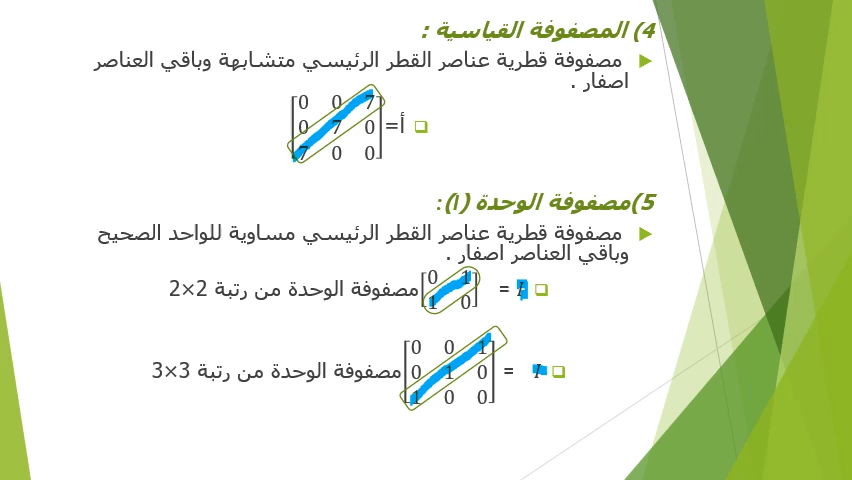 4) المصفوفة القياسية :
مصفوفة قطرية عناصر القطر الرئيسي متشابهة وباقي العناصر
اصفار .
أ= [0 0 7
0 7 0
7 0 0]
5)مصفوفة الوحدة (I):
مصفوفة قطرية عناصر القطر الرئيسي مساوية للواحد الصحيح
وباقي العناصر اصفار .
= [0 1
1 0] مصفوفة الوحدة من رتبة 2×2
= [0 0 1
0 1 0
1 0 0] مصفوفة الوحدة من رتبة 3×3